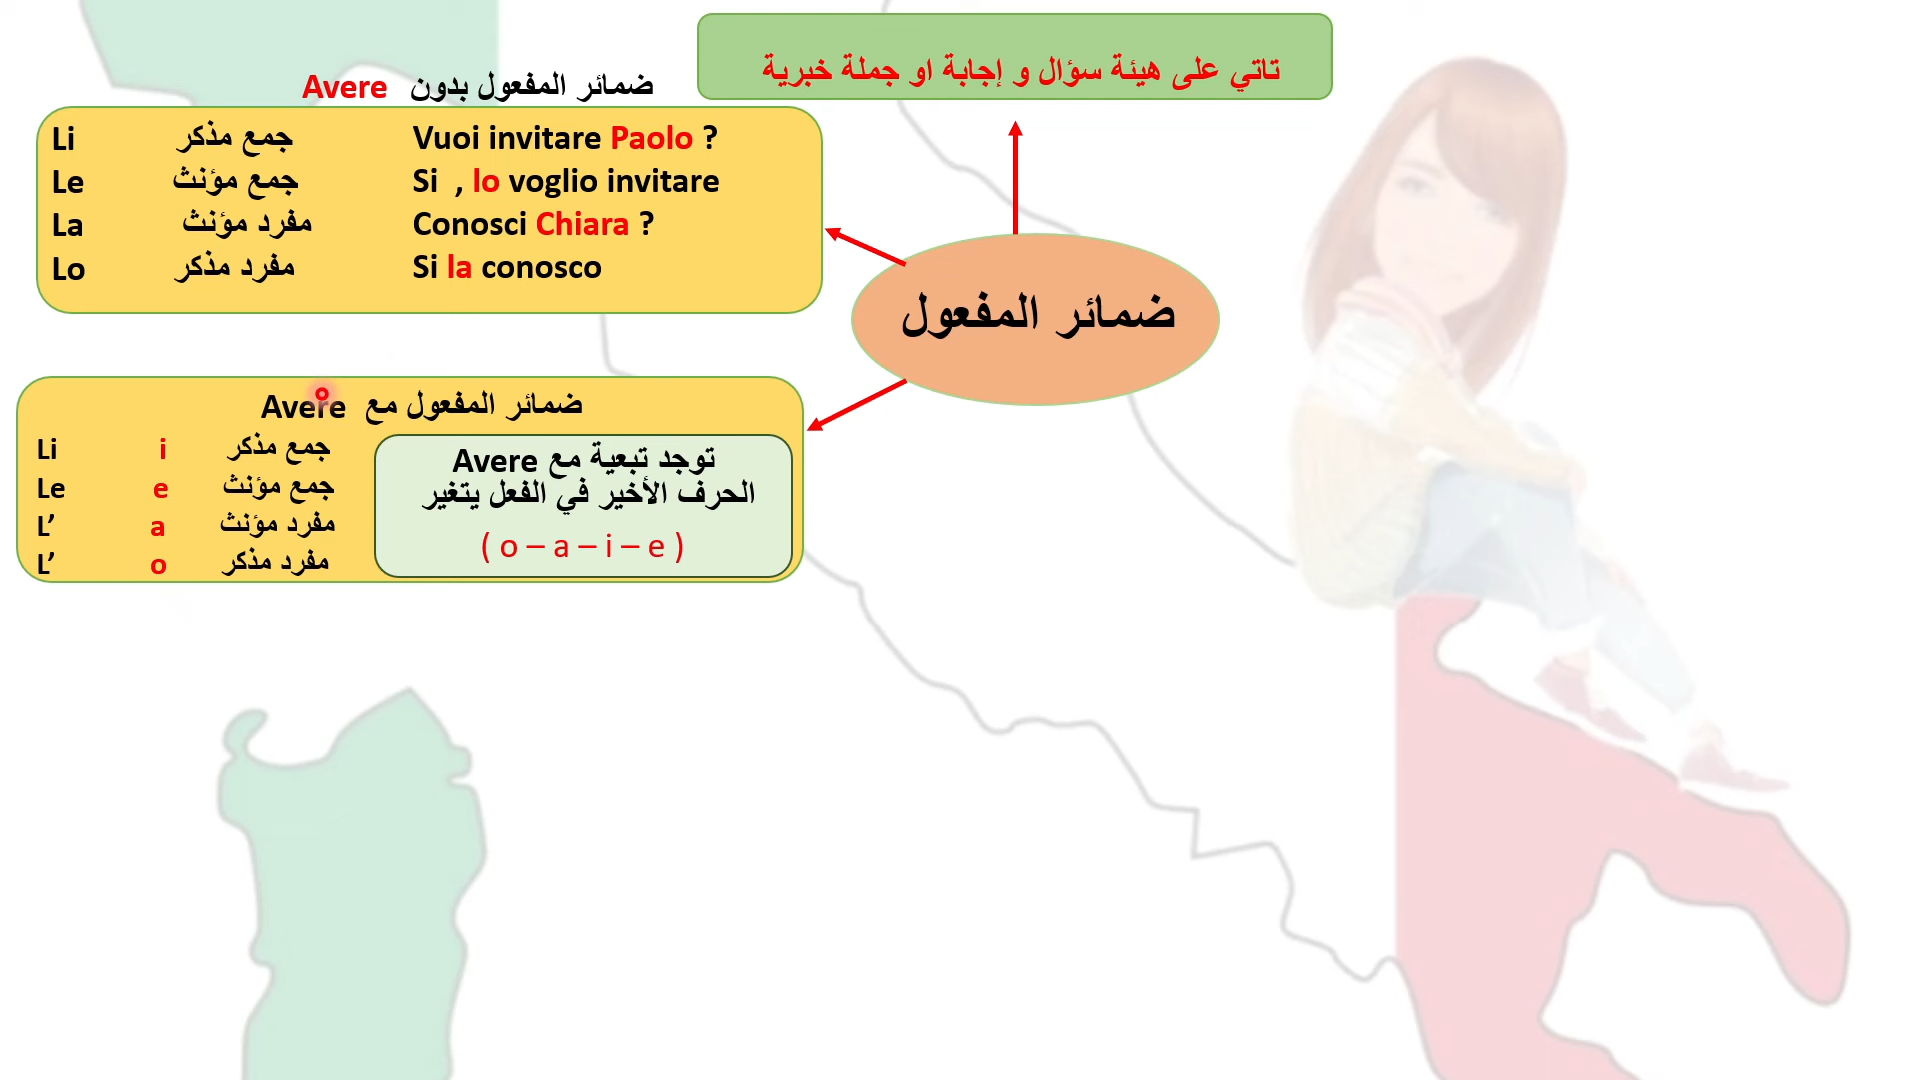 تاتي على هيئة سؤال و إجابة او جملة خبرية
ضمائر المفعول بدون Avere
Li جمع مذكر Vuoi invitare Paolo ?
Le جمع مؤنث Si , lo voglio invitare
La مفرد مؤنث Conosci Chiara ?
Lo مفرد مذكر Si la conosco
ضمائر المفعول
ضمائر المفعول مع Avere
Li i جمع مذكر
Le e جمع مؤنث
L’ a مفرد مؤنث
L’ o مفرد مذكر
توجد تبعية مع Avere
الحرف الأخير في الفعل يتغير
( o – a – i – e )